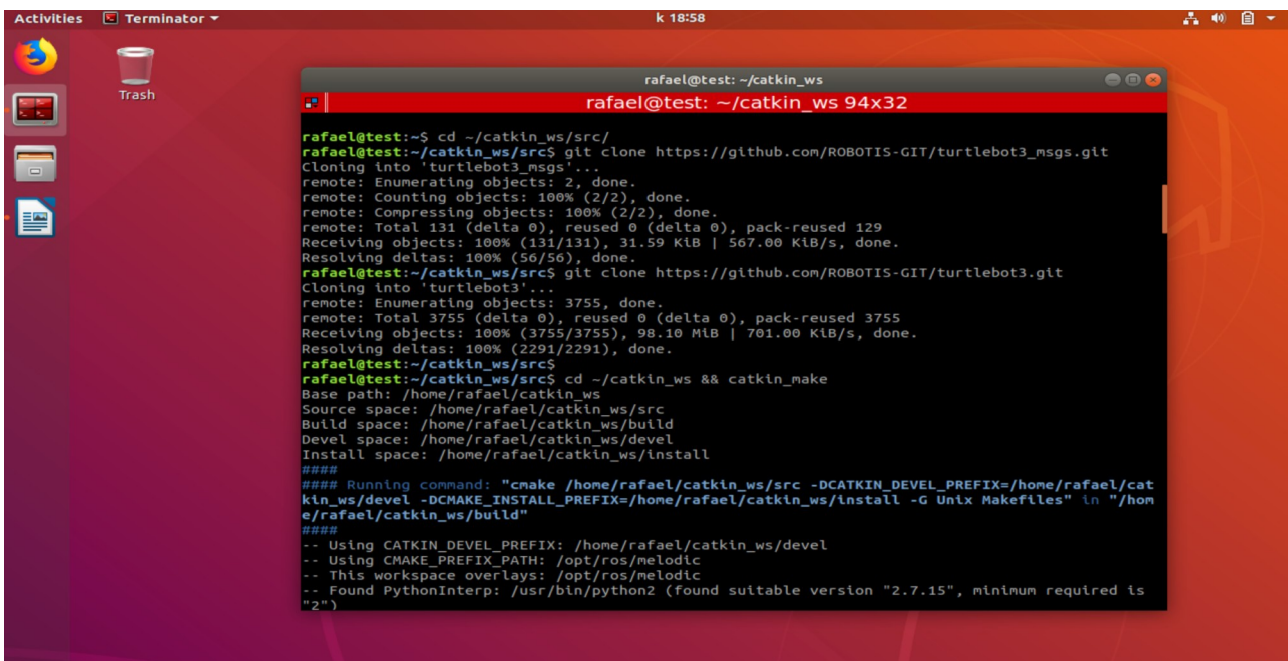 Activities
Terminator
k 18:58
Trash
rafael@test: ~/catkin_ws
rafael@test: ~/catkin_ws 94x32
rafael@test:~$ cd ~/catkin_ws/src/
rafael@test:~/catkin_ws/src$ git clone https://github.com/ROBOTIS-GIT/turtlebot3_msgs.git
Cloning into 'turtlebot3_msgs'...
remote: Enumerating objects: 2, done.
remote: Counting objects: 100% (2/2), done.
remote: Compressing objects: 100% (2/2), done.
remote: Total 131 (delta 0), reused 0 (delta 0), pack-reused 129
Receiving objects: 100% (131/131), 31.59 KiB | 567.00 KiB/s, done.
Resolving deltas: 100% (56/56), done.
rafael@test:~/catkin_ws/src$ git clone https://github.com/ROBOTIS-GIT/turtlebot3.git
Cloning into 'turtlebot3'...
remote: Enumerating objects: 3755, done.
remote: Total 3755 (delta 0), reused 0 (delta 0), pack-reused 3755
Receiving objects: 100% (3755/3755), 98.10 MiB | 701.00 KiB/s, done.
Resolving deltas: 100% (2291/2291), done.
rafael@test:~/catkin_ws/src$
rafael@test:~/catkin_ws/src$ cd ~/catkin_ws && catkin_make
Base path: /home/rafael/catkin_ws
Source space: /home/rafael/catkin_ws/src
Build space: /home/rafael/catkin_ws/build
Devel space: /home/rafael/catkin_ws/devel
Install space: /home/rafael/catkin_ws/install
####
#### Running command: "cmake /home/rafael/catkin_ws/src -DCATKIN_DEVEL_PREFIX=/home/rafael/cat
kin_ws/devel -DCMAKE_INSTALL_PREFIX=/home/rafael/catkin_ws/install -G Unix Makefiles" in "/hom
e/rafael/catkin_ws/build"
####
-- Using CATKIN_DEVEL_PREFIX: /home/rafael/catkin_ws/devel
-- Using CMAKE_PREFIX_PATH: /opt/ros/melodic
-- This workspace overlays: /opt/ros/melodic
-- Found PythonInterp: /usr/bin/python2 (found suitable version "2.7.15", minimum required is
"2")